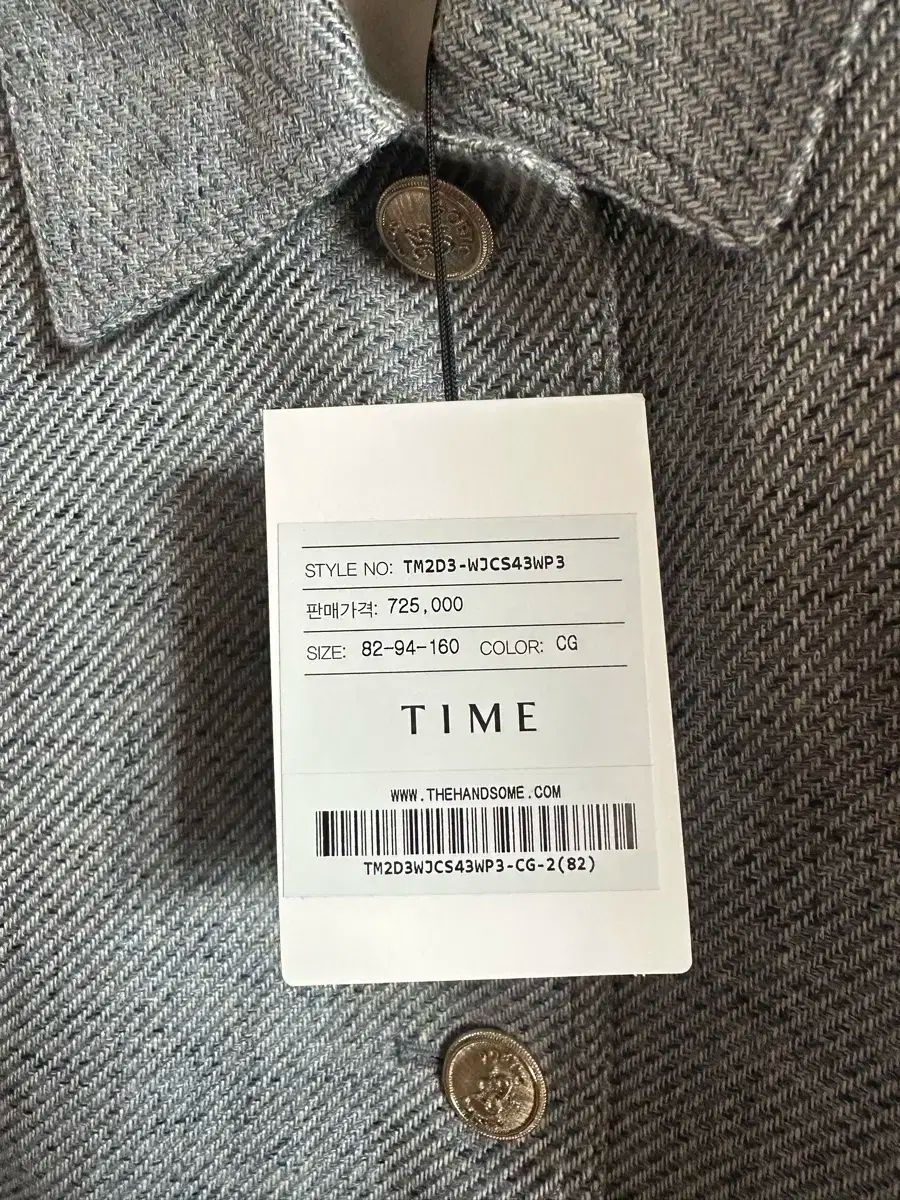 STYLE NO: TM2D3-WJCS43WP3
판매가격: 725,000
SIZE: 82-94-160 COLOR: CG
TIME
WWW.THEHANDSOME.COM
TM2D3WJCS43WP3-CG-2(82)